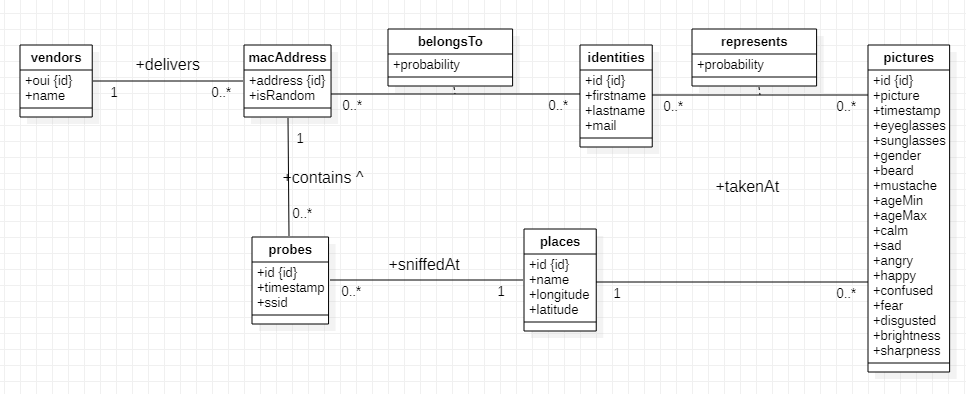 vendors
+oui {id}
+name
+delivers
1
0..*
macAddress
+address {id}
+isRandom
belongsTo
+probability
0..*
0..*
identities
+id {id}
+firstname
+lastname
+mail
represents
+probability
0..*
0..*
pictures
+id {id}
+picture
+timestamp
+eyeglasses
+sunglasses
+gender
+beard
+mustache
+ageMin
+ageMax
+calm
+sad
+angry
+happy
+confused
+fear
+disgusted
+brightness
+sharpness
1
+contains ^
0..*
probes
+id {id}
+timestamp
+ssid
+sniffedAt
0..*
1
places
+id {id}
+name
+longitude
+latitude
+takenAt
1
0..*